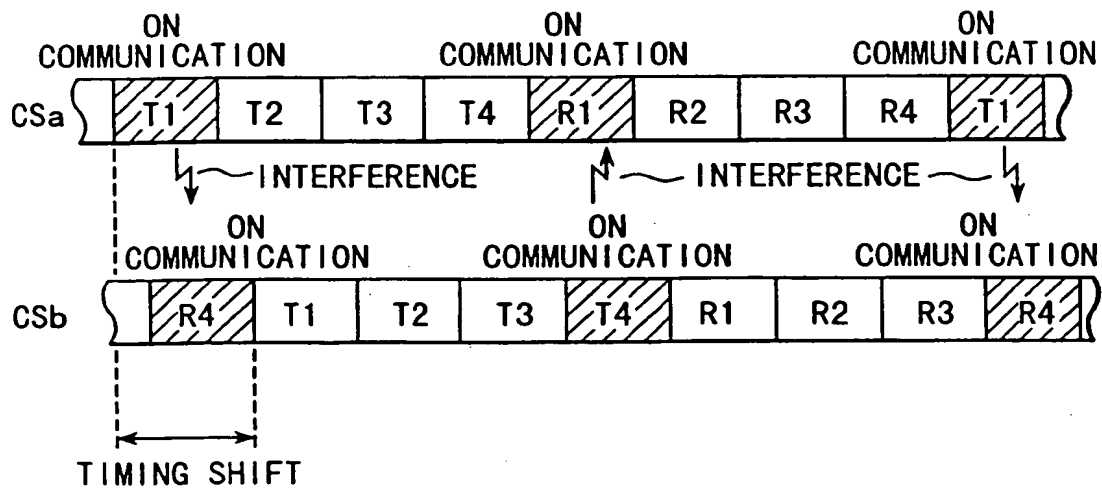 ON ON ON
COMMUNICATION COMMUNICATION COMMUNICATION
CSa T1 T2 T3 T4 R1 R2 R3 R4 T1
INTERFERENCE INTERFERENCE
ON ON ON
COMMUNICATION COMMUNICATION COMMUNICATION
CSb R4 T1 T2 T3 T4 R1 R2 R3 R4
TIMING SHIFT